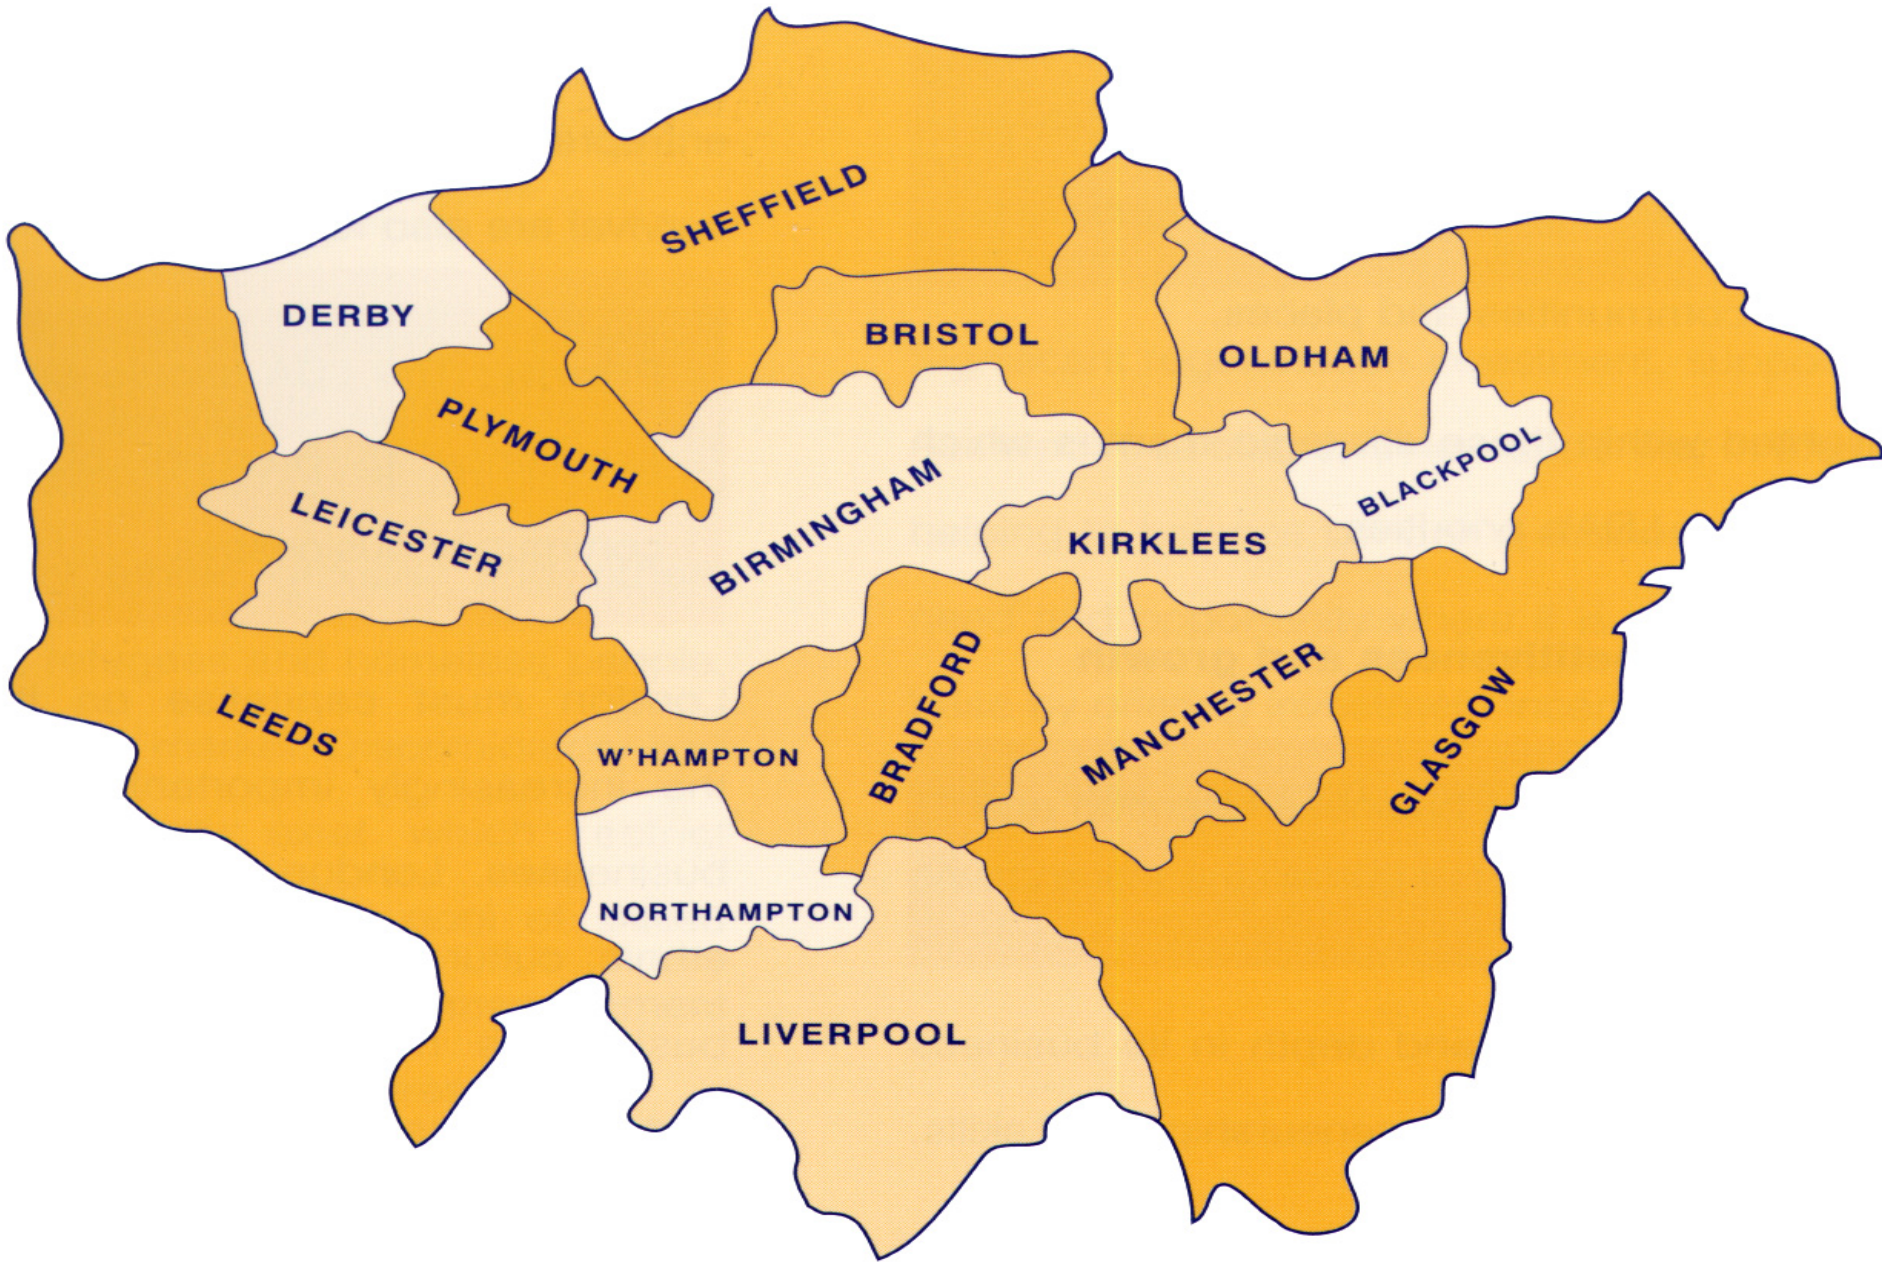 SHEFFIELD
DERBY
BRISTOL
OLDHAM
PLYMOUTH
BLACKPOOL
LEICESTER
BIRMINGHAM
KIRKLEES
LEEDS
W'HAMPTON
BRADFORD
MANCHESTER
GLASGOW
NORTHAMPTON
LIVERPOOL